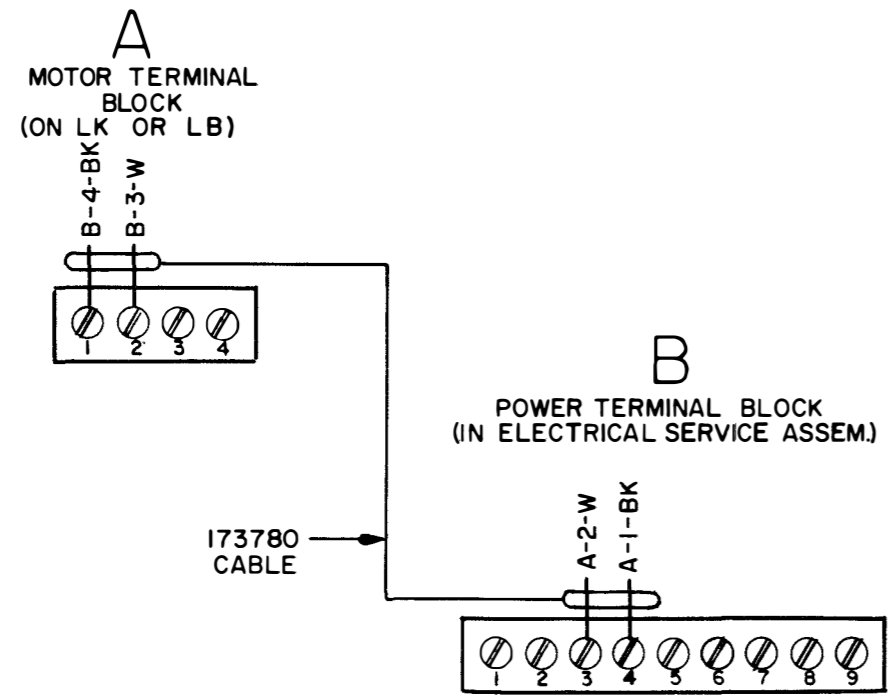 A
MOTOR TERMINAL
BLOCK
(ON LK OR LB)
B-4-BK
B-3-W
1 2 3 4
B
POWER TERMINAL BLOCK
(IN ELECTRICAL SERVICE ASSEM.)
173780
CABLE
A-2-W
A-1-BK
1 2 3 4 5 6 7 8 9